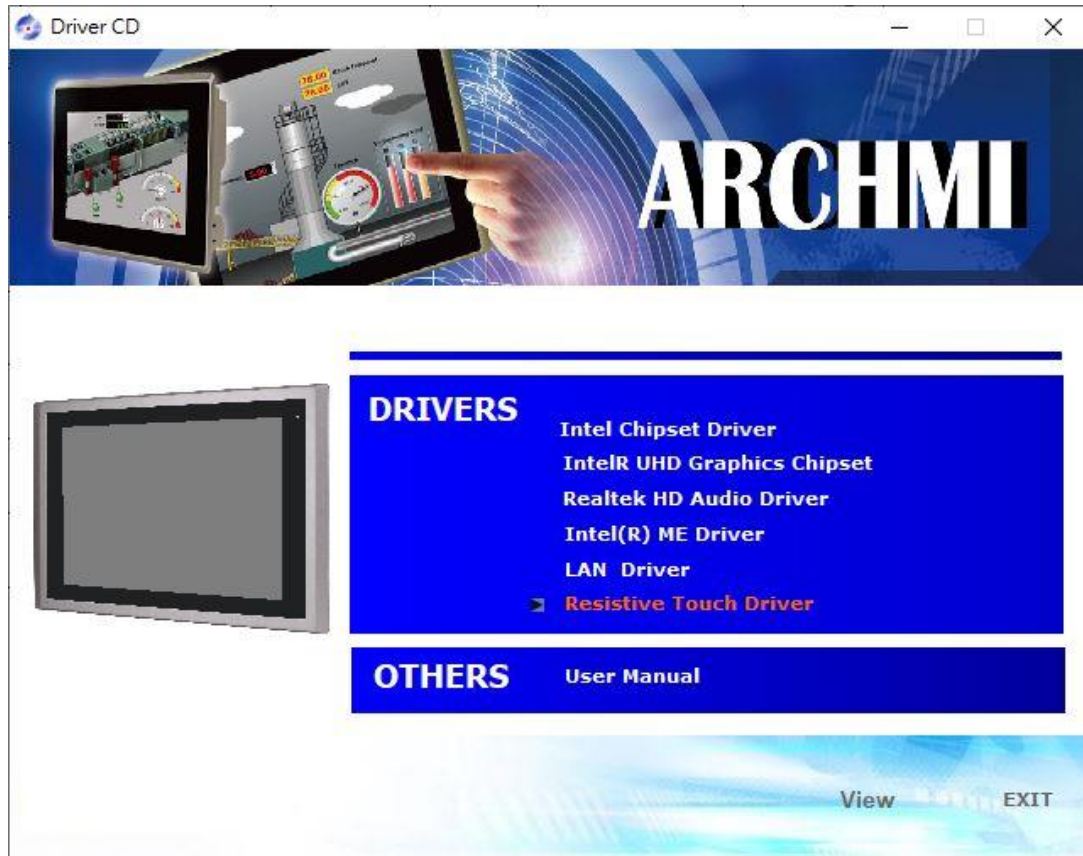 Driver CD
ARCHMI
DRIVERS
Intel Chipset Driver
IntelR UHD Graphics Chipset
Realtek HD Audio Driver
Intel(R) ME Driver
LAN Driver
Resistive Touch Driver
OTHERS
User Manual
View
EXIT